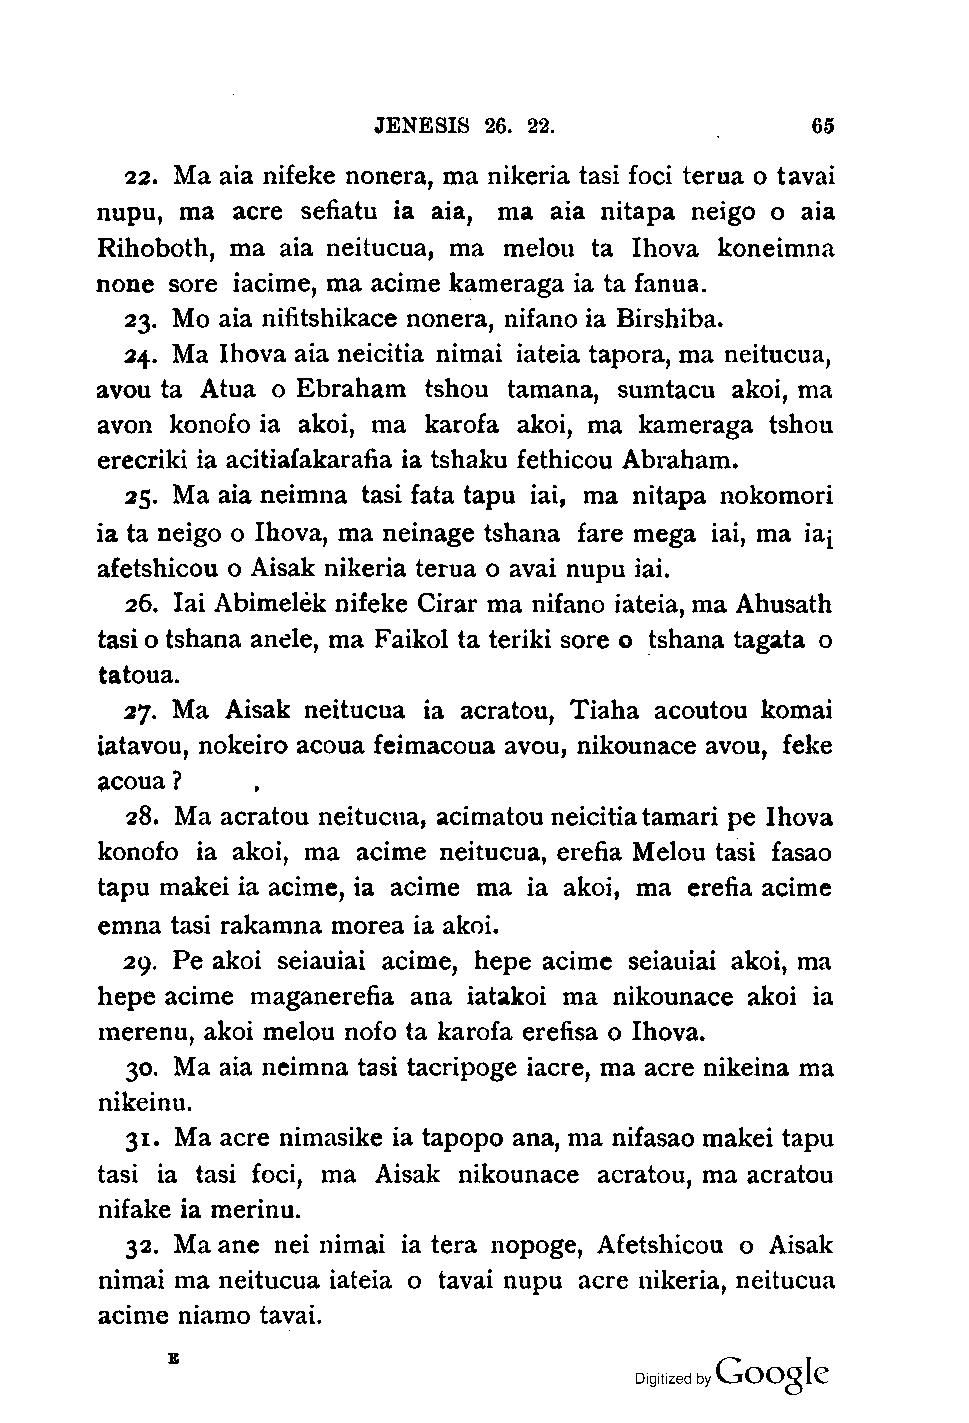 JENESIS 26. 22. 65
22. Ma aia nifeke nonera, ma nikeria tasi foci terua o tavai
nupu, ma acre sefiatu ia aia, ma aia nitapa neigo o aia
Rihoboth, ma aia neitucua, ma melou ta Ihova koneimna
none sore iacime, ma acime kameraga ia ta fanua.
23. Mo aia nifitshikace nonera, nifano ia Birshiba.
24. Ma Ihova aia neicitia nimai iateia tapora, ma neitucua,
avou ta Atua o Ebraham tshou tamana, sumtacu akoi, ma
avon konofo ia akoi, ma karofa akoi, ma kameraga tshou
erecriki ia acitiafakarafia ia tshaku fethicou Abraham.
25. Ma aia neimna tasi fata tapu iai, ma nitapa nokomori
ia ta neigo o Ihova, ma neinage tshana fare mega iai, ma iai
afetshicou o Aisak nikeria terua o avai nupu iai.
26. Iai Abimelėk nifeke Cirar ma nifano iateia, ma Ahusath
tasi o tshana anele, ma Faikol ta teriki sore o tshana tagata o
tatoua.
27. Ma Aisak neitucua ia acratou, Tiaha acoutou komai
iatavou, nokeiro acoua feimacoua avou, nikounace avou, feke
acoua ?
28. Ma acratou neitucua, acimatou neicitia tamari pe Ihova
konofo ia akoi, ma acime neitucua, erefia Melou tasi fasao
tapu makei ia acime, ia acime ma ia akoi, ma erefia acime
emna tasi rakamna morea ia akoi.
29. Pe akoi seiauiai acime, hepe acime seiauiai akoi, ma
hepe acime maganerefia ana iatakoi ma nikounace akoi ia
merenu, akoi melou nofo ta karofa erefisa o Ihova.
30. Ma aia neimna tasi tacripoge iacre, ma acre nikeina ma
nikeinu.
31. Ma acre nimasike ia tapopo ana, ma nifasao makei tapu
tasi ia tasi foci, ma Aisak nikounace acratou, ma acratou
nifake ia merinu.
32. Ma ane nei nimai ia tera nopoge, Afetshicou o Aisak
nimai ma neitucua iateia o tavai nupu acre nikeria, neitucua
acime niamo tavai.
E
Digitized by Google